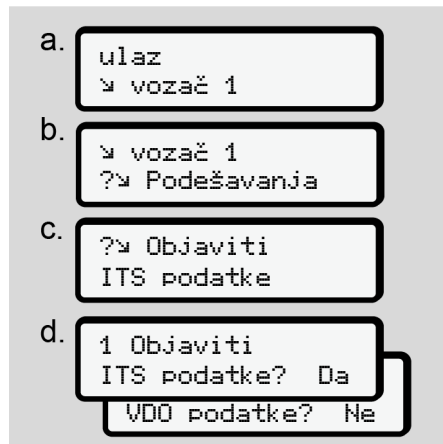 a.
ulaz
↘ vozač 1
b.
↘ vozač 1
?↘ Podešavanja
c.
?↘ Objaviti
ITS podatke
d.
1 Objaviti
ITS podatke? Da
VDO podatke? Ne